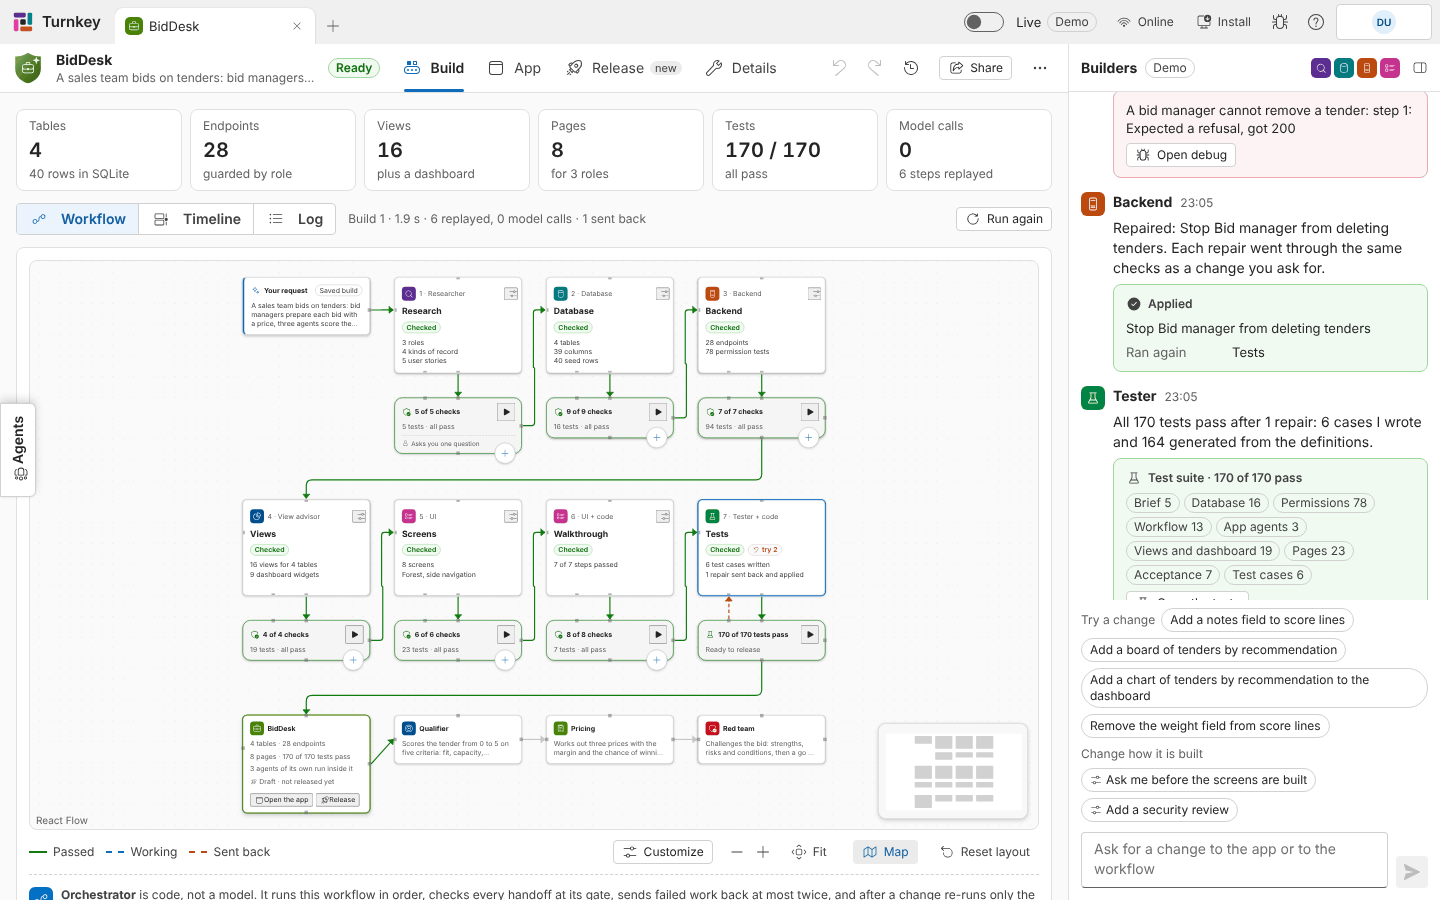 Turnkey
BidDesk
Live
Demo
Online
Install
DU
BidDesk
A sales team bids on tenders: bid managers...
Ready
Build
App
Release new
Details
Share
Builders
Demo
Tables
4
40 rows in SQLite
Endpoints
28
guarded by role
Views
16
plus a dashboard
Pages
8
for 3 roles
Tests
170 / 170
all pass
Model calls
0
6 steps replayed
Workflow
Timeline
Log
Build 1 · 1.9 s · 6 replayed, 0 model calls · 1 sent back
Run again
Agents
Your request
Saved build
A sales team bids on tenders: bid
managers prepare each bid with
a price, three agents score the...
1 · Researcher
Research
Checked
3 roles
4 kinds of record
5 user stories
5 of 5 checks
5 tests · all pass
Asks you one question
2 · Database
Database
Checked
4 tables
39 columns
40 seed rows
9 of 9 checks
16 tests · all pass
3 · Backend
Backend
Checked
28 endpoints
78 permission tests
7 of 7 checks
94 tests · all pass
4 · View advisor
Views
Checked
16 views for 4 tables
9 dashboard widgets
4 of 4 checks
19 tests · all pass
5 · UI
Screens
Checked
8 screens
Forest, side navigation
6 of 6 checks
23 tests · all pass
6 · UI + code
Walkthrough
Checked
7 of 7 steps passed
8 of 8 checks
7 tests · all pass
7 · Tester + code
Tests
Checked
try 2
6 test cases written
1 repair sent back and applied
170 of 170 tests pass
Ready to release
BidDesk
4 tables · 28 endpoints
8 pages · 170 of 170 tests pass
3 agents of its own run inside it
Draft · not released yet
Open the app
Release
Qualifier
Scores the tender from 0 to 5 on
five criteria: fit, capacity,...
Pricing
Works out three prices with the
margin and the chance of winni...
Red team
Challenges the bid: strengths,
risks and conditions, then a go ...
React Flow
Passed
Working
Sent back
Customize
Fit
Map
Reset layout
Orchestrator is code, not a model. It runs this workflow in order, checks every handoff at its gate, sends failed work back at most twice, and after a change re-runs only the
A bid manager cannot remove a tender: step 1:
Expected a refusal, got 200
Open debug
Backend 23:05
Repaired: Stop Bid manager from deleting
tenders. Each repair went through the same
checks as a change you ask for.
Applied
Stop Bid manager from deleting tenders
Ran again Tests
Tester 23:05
All 170 tests pass after 1 repair: 6 cases I wrote
and 164 generated from the definitions.
Test suite · 170 of 170 pass
Brief 5
Database 16
Permissions 78
Workflow 13
App agents 3
Views and dashboard 19
Pages 23
Acceptance 7
Test cases 6
Try a change
Add a notes field to score lines
Add a board of tenders by recommendation
Add a chart of tenders by recommendation to the
dashboard
Remove the weight field from score lines
Change how it is built
Ask me before the screens are built
Add a security review
Ask for a change to the app or to the
workflow